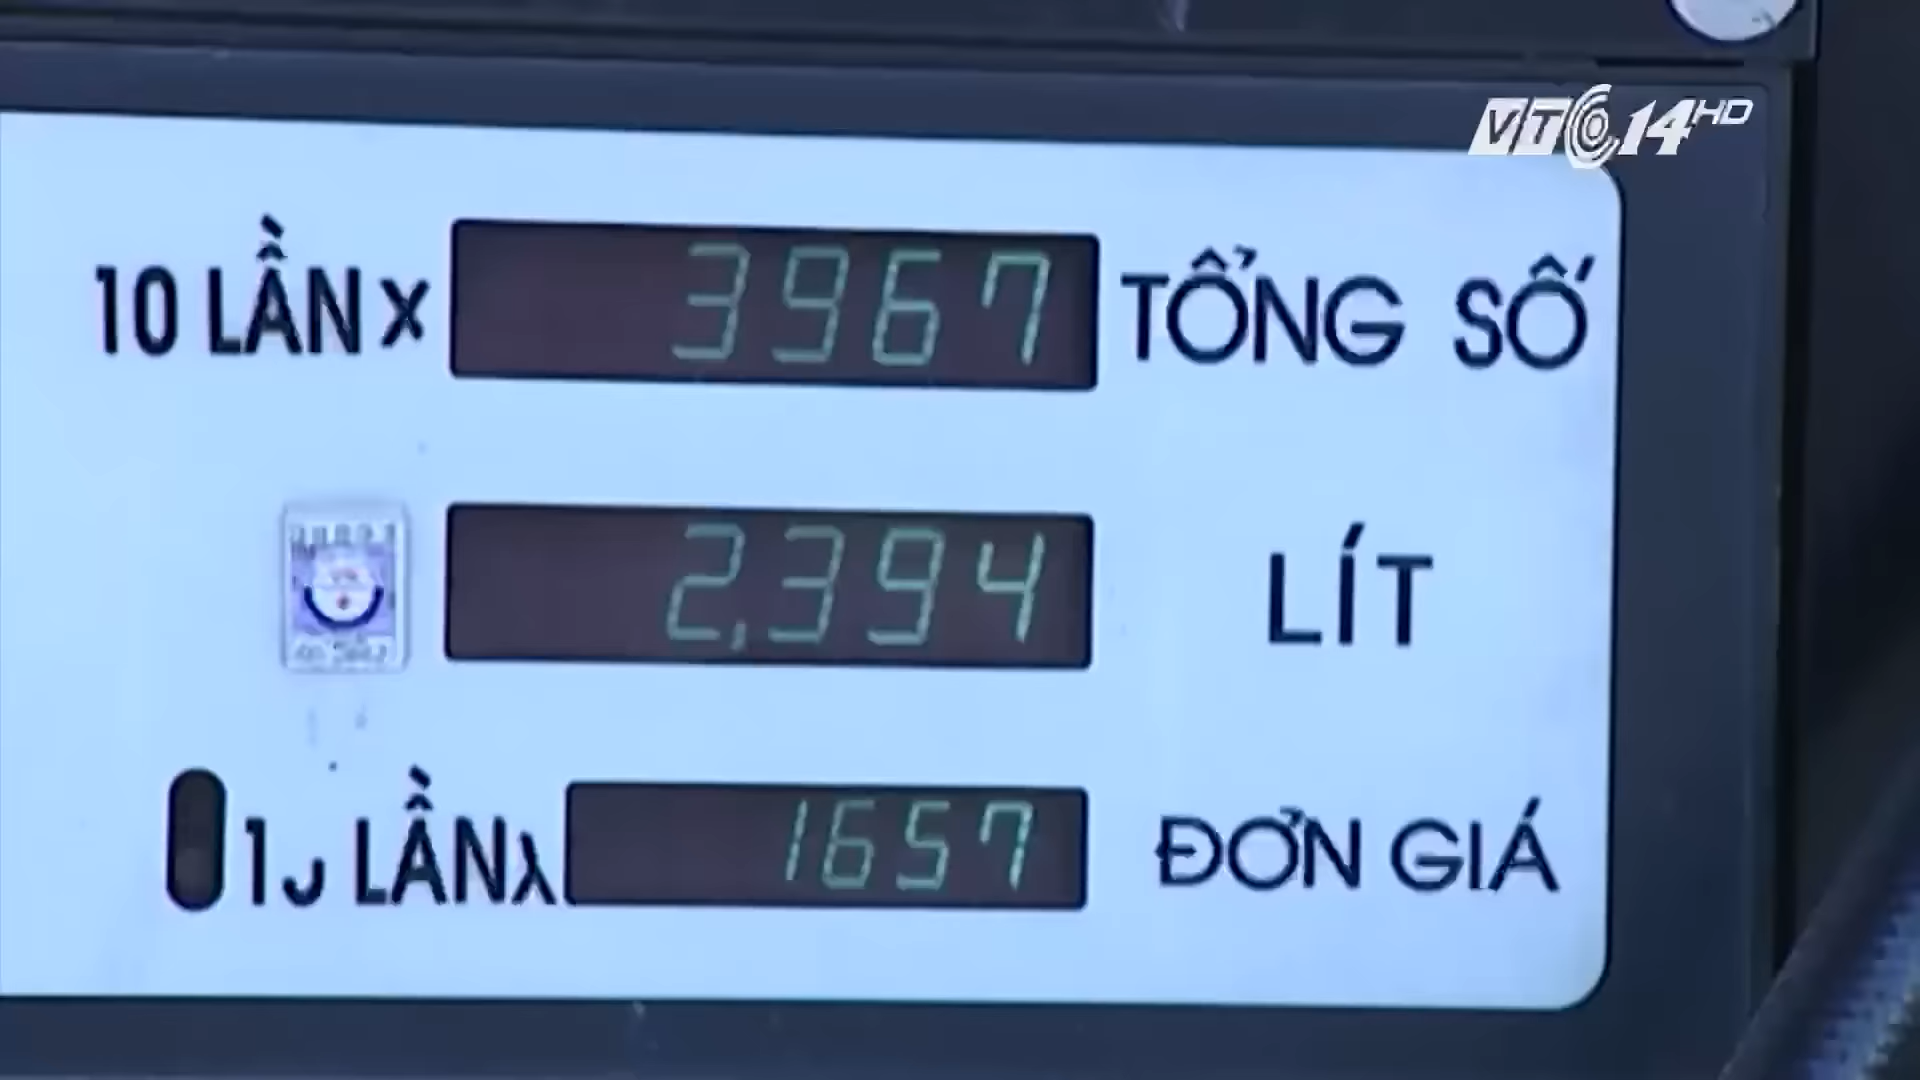 VTC14 HD
10 LẦN X 3967 TỔNG SỐ
2,394 LÍT
LẦN 1657 ĐƠN GIÁ